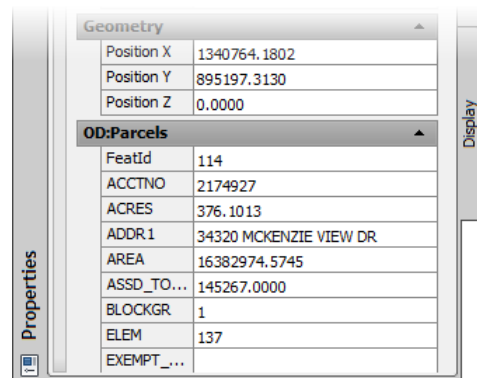 Geometry
Position X 1340764.1802
Position Y 895197.3130
Position Z 0.0000
OD:Parcels
FeatId 114
ACCTNO 2174927
ACRES 376.1013
ADDR1 34320 MCKENZIE VIEW DR
AREA 16382974.5745
ASSD_TO... 145267.0000
BLOCKGR 1
ELEM 137
EXEMPT_...
Properties
Display